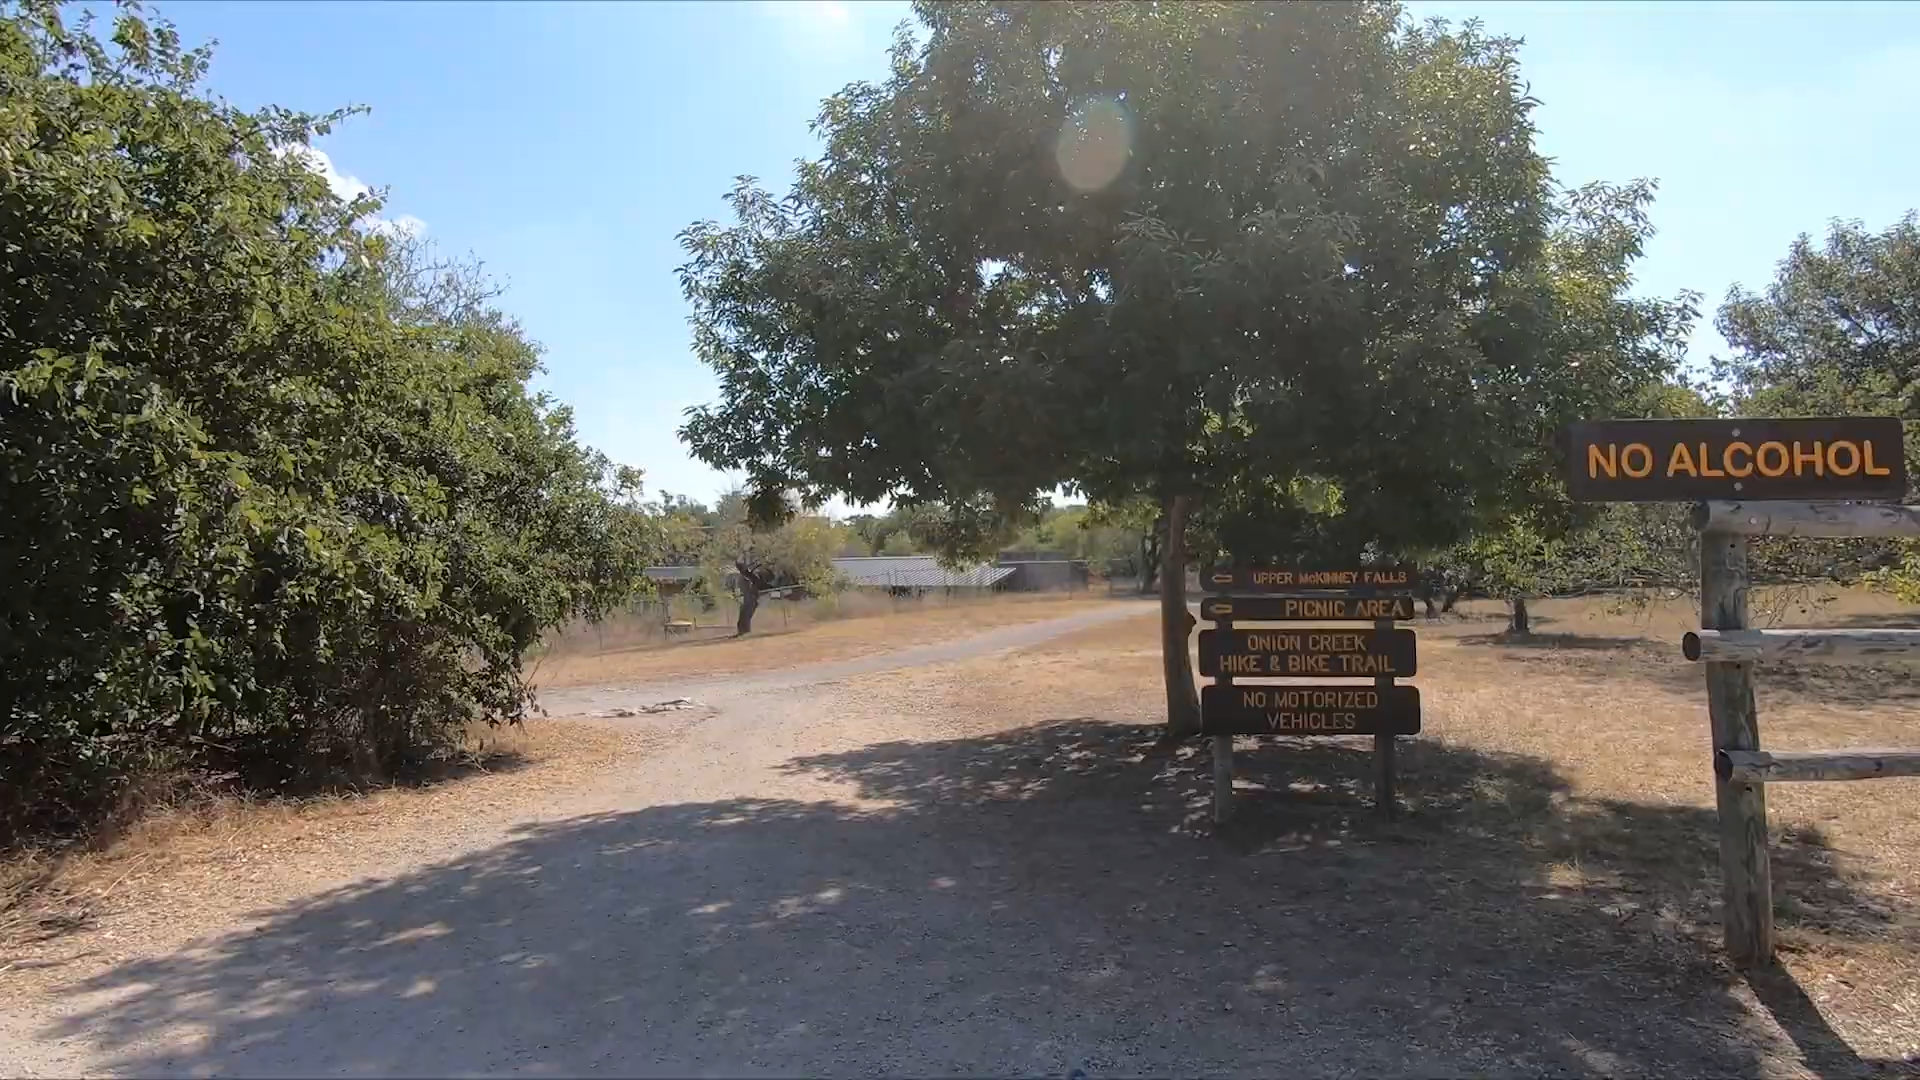 UPPER McKINNEY FALLS
PICNIC AREA
ONION CREEK
HIKE & BIKE TRAIL
NO MOTORIZED
VEHICLES
NO ALCOHOL